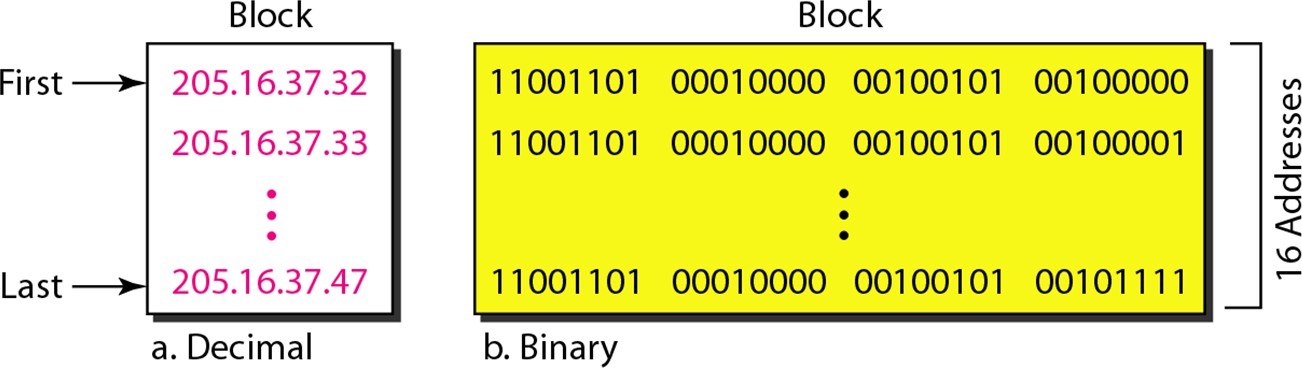 Block
Block
First
205.16.37.32
11001101 00010000 00100101 00100000
205.16.37.33
11001101 00010000 00100101 00100001
Last
205.16.37.47
11001101 00010000 00100101 00101111
16 Addresses
a. Decimal
b. Binary